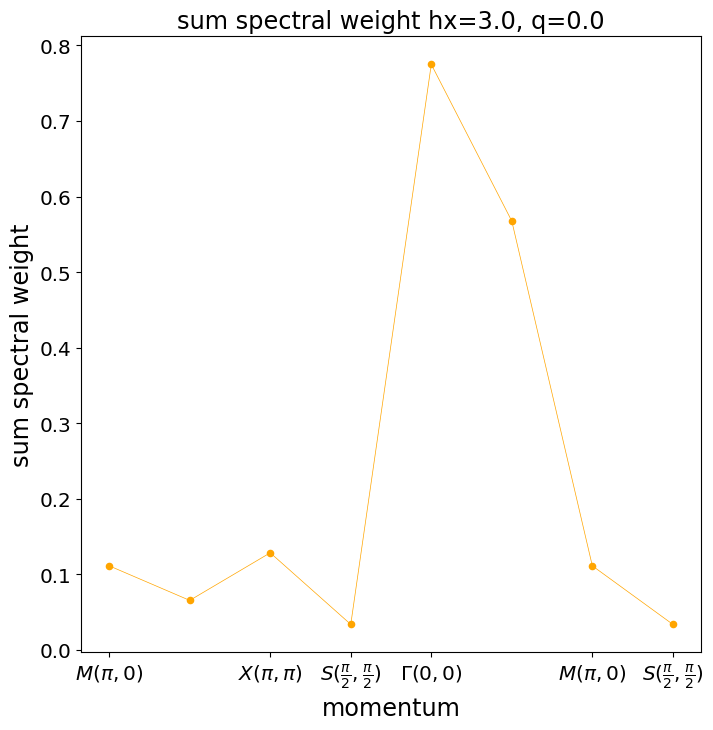 sum spectral weight hx=3.0, q=0.0
sum spectral weight
0.8
0.7
0.6
0.5
0.4
0.3
0.2
0.1
0.0
M(π, 0) X(π, π) S(π/2, π/2) Γ(0, 0) M(π, 0) S(π/2, π/2)
momentum